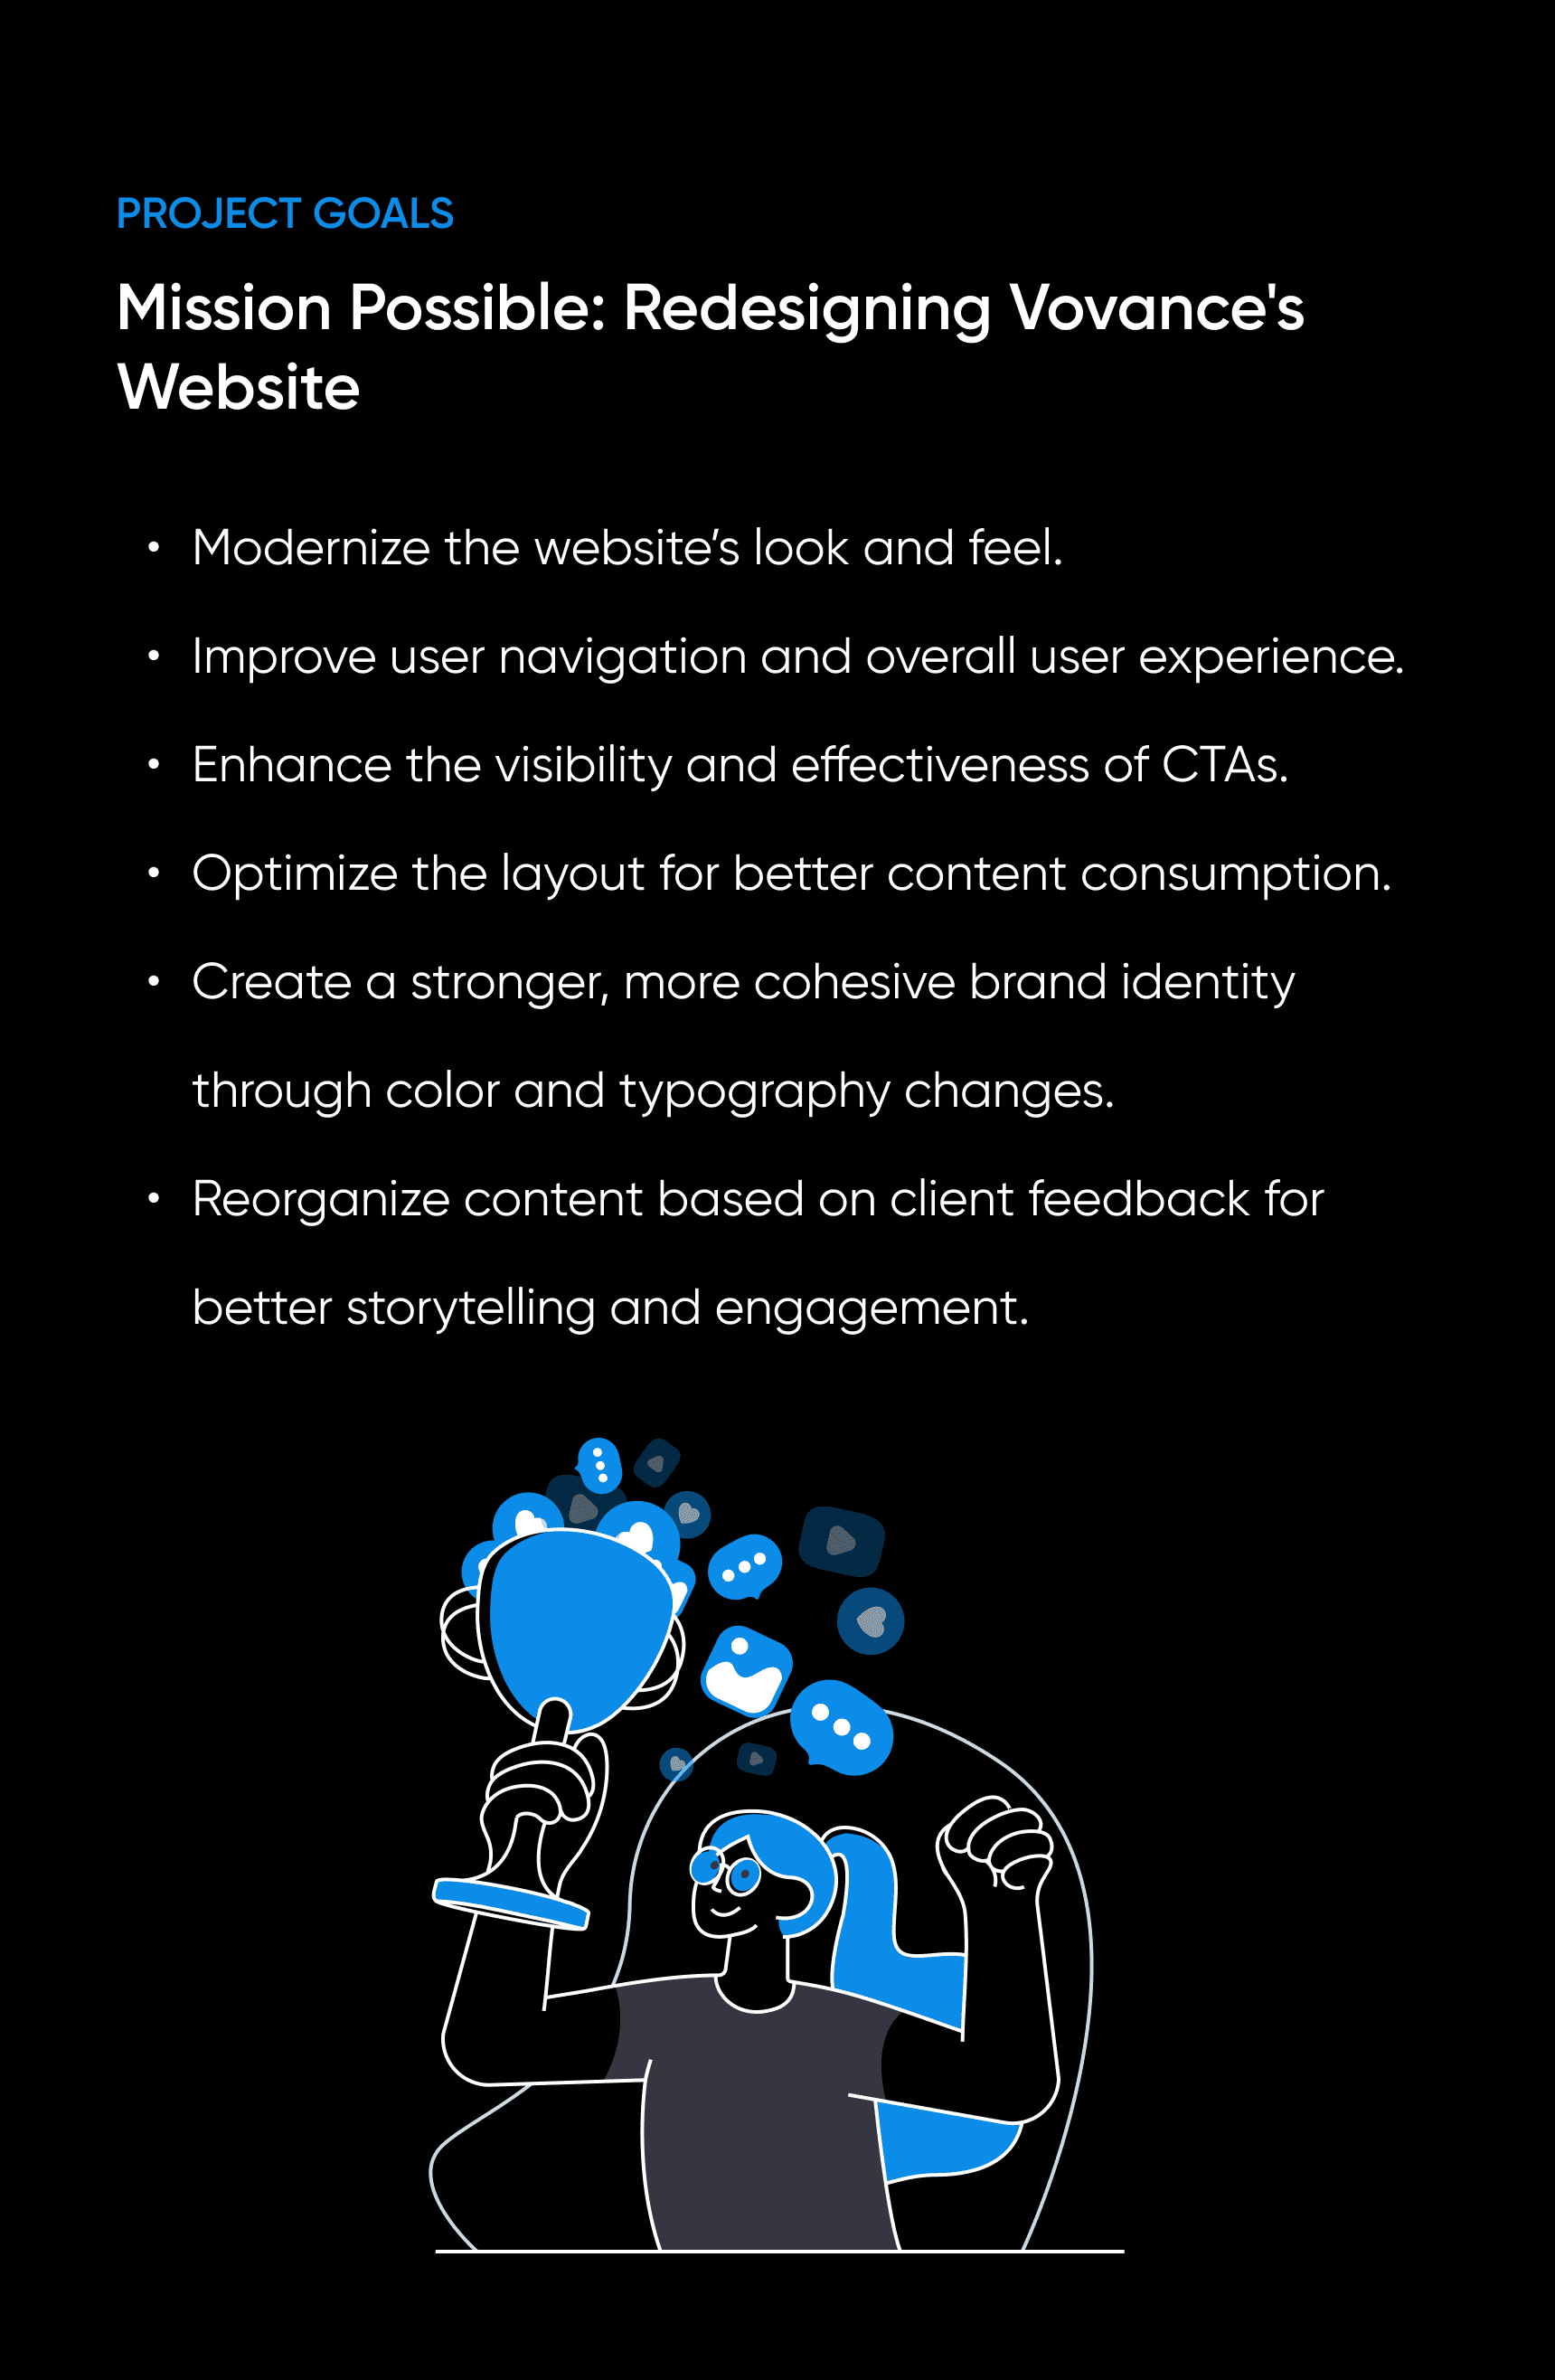 PROJECT GOALS
Mission Possible: Redesigning Vovance's
Website
• Modernize the website’s look and feel.
• Improve user navigation and overall user experience.
• Enhance the visibility and effectiveness of CTAs.
• Optimize the layout for better content consumption.
• Create a stronger, more cohesive brand identity
through color and typography changes.
• Reorganize content based on client feedback for
better storytelling and engagement.